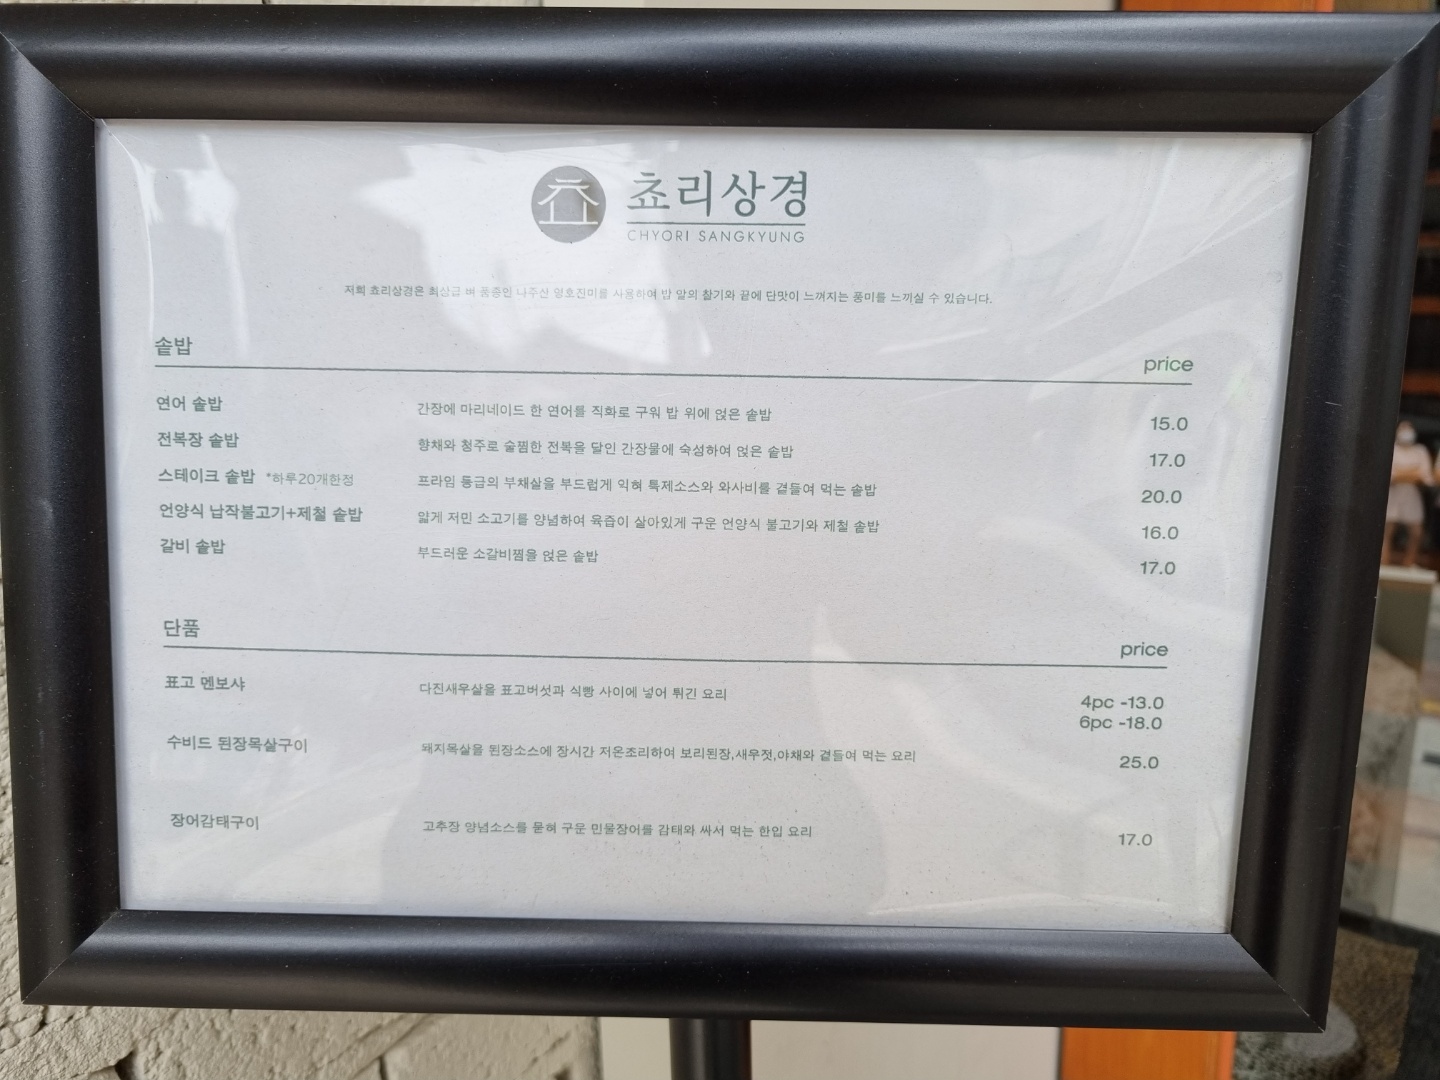 쵸리상경
CHYORI SANGKYUNG
저희 쵸리상경은 최상급 벼 품종인 나주산 영호진미를 사용하여 밥 알의 찰기와 끝에 단맛이 느껴지는 풍미를 느끼실 수 있습니다.
솥밥 price
연어 솥밥 간장에 마리네이드 한 연어를 직화로 구워 밥 위에 얹은 솥밥 15.0
전복장 솥밥 향채와 청주로 술찜한 전복을 달인 간장물에 숙성하여 얹은 솥밥 17.0
스테이크 솥밥 *하루20개한정 프라임 등급의 부채살을 부드럽게 익혀 특제소스와 와사비를 곁들여 먹는 솥밥 20.0
언양식 납작불고기+제철 솥밥 얇게 저민 소고기를 양념하여 육즙이 살아있게 구운 언양식 불고기와 제철 솥밥 16.0
갈비 솥밥 부드러운 소갈비찜을 얹은 솥밥 17.0
단품 price
표고 멘보샤 다진새우살을 표고버섯과 식빵 사이에 넣어 튀긴 요리 4pc -13.0
6pc -18.0
수비드 된장목살구이 돼지목살을 된장소스에 장시간 저온조리하여 보리된장,새우젓,야채와 곁들여 먹는 요리 25.0
장어감태구이 고추장 양념소스를 묻혀 구운 민물장어를 감태와 싸서 먹는 한입 요리 17.0